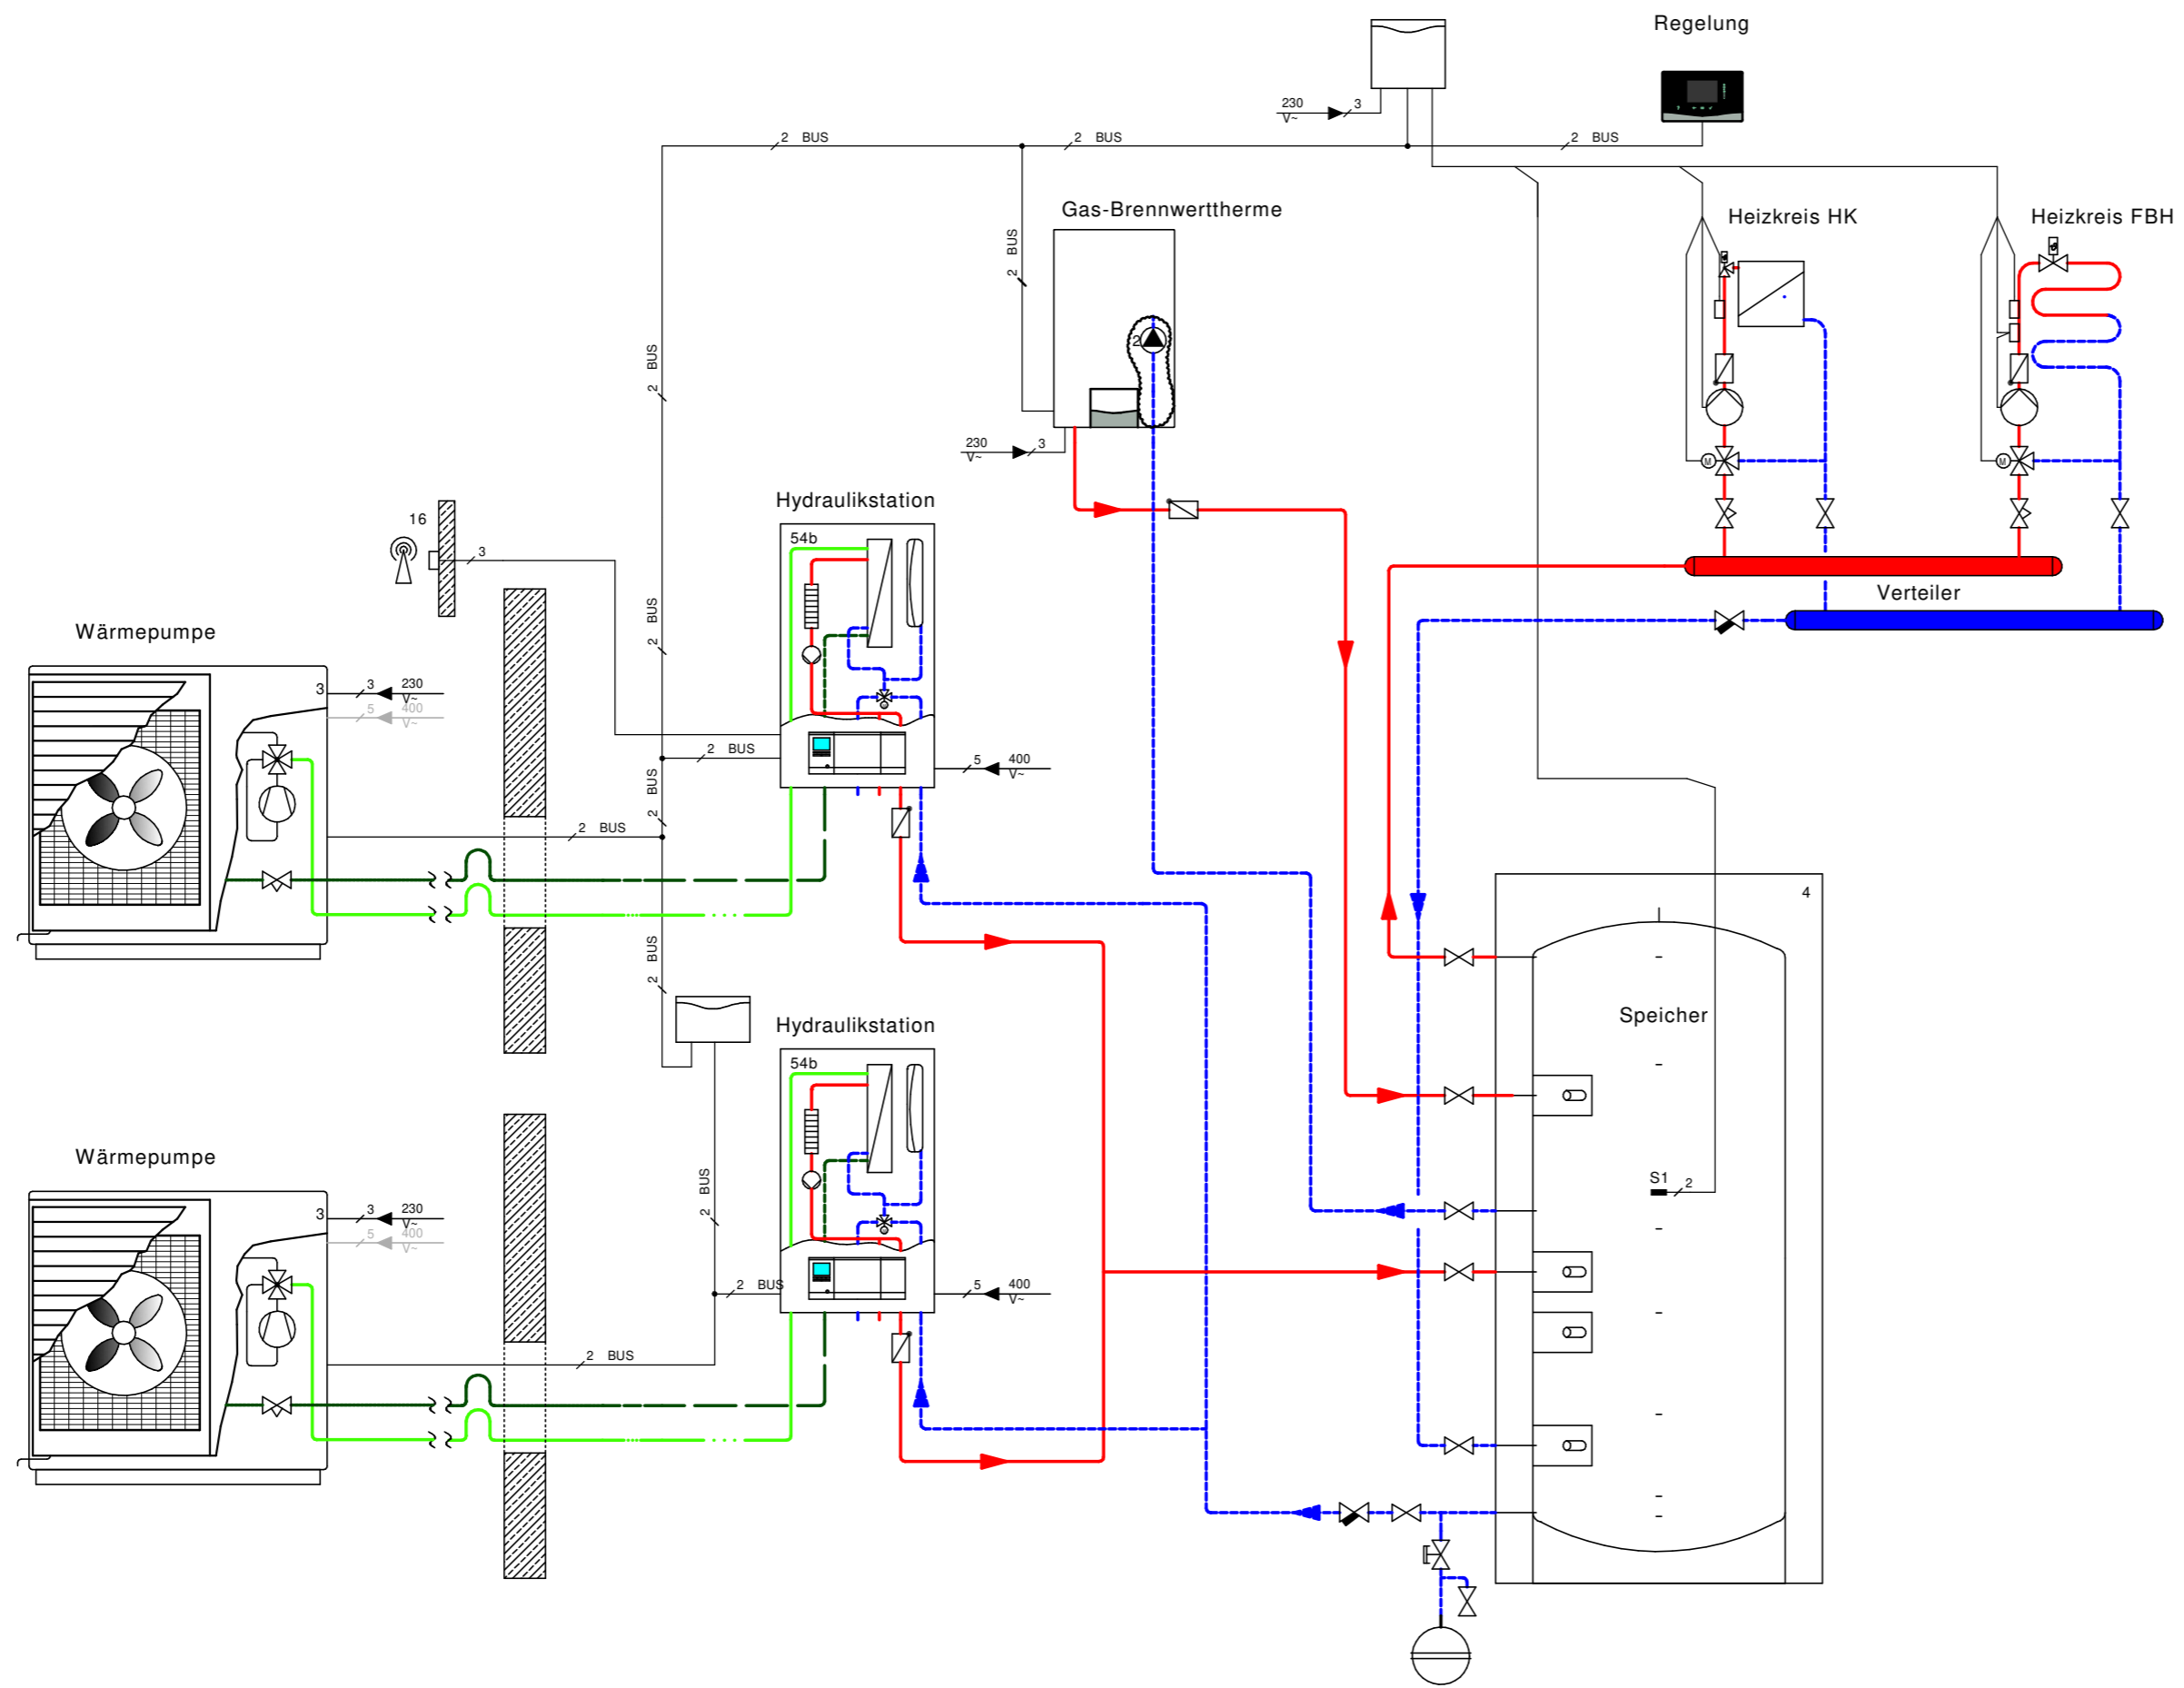 Regelung
230
V~
3
2 BUS
2 BUS
2 BUS
Gas-Brennwerttherme
Heizkreis HK
Heizkreis FBH
2 BUS
2
2 BUS
230
V~
3
M
M
Hydraulikstation
16
3
54b
Verteiler
2 BUS
Wärmepumpe
3
3
230
V~
5
400
V~
2 BUS
5
400
V~
2 BUS
2 BUS
4
2 BUS
Speicher
Hydraulikstation
54b
Wärmepumpe
S1
2
2 BUS
3
3
230
V~
5
400
V~
2 BUS
5
400
V~
2 BUS